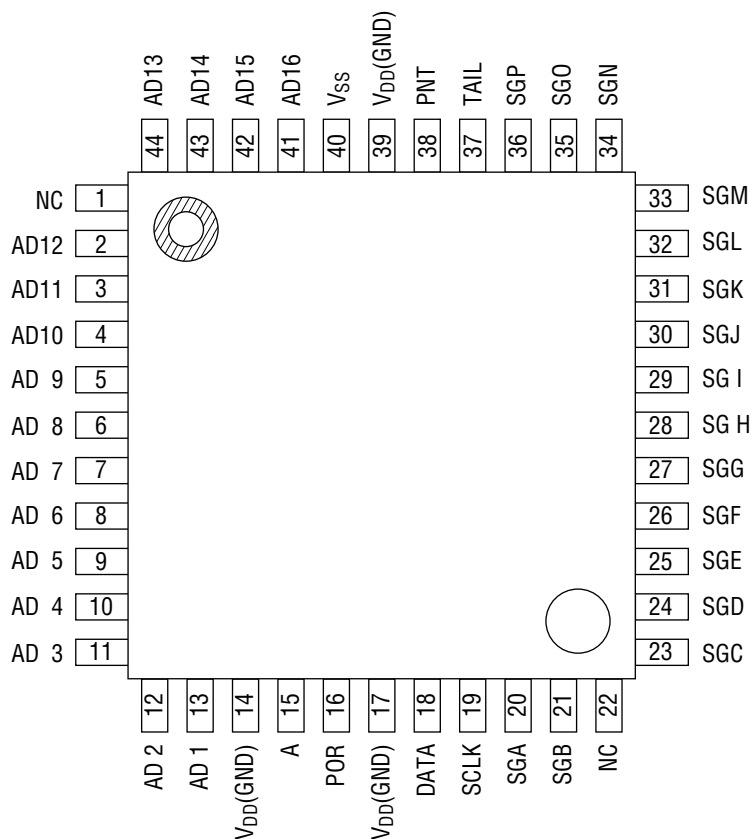 AD13 AD14 AD15 AD16 VSS VDD(GND) PNT TAIL SGP SGO SGN
44 43 42 41 40 39 38 37 36 35 34
NC 1 33 SGM
AD12 2 32 SGL
AD11 3 31 SGK
AD10 4 30 SGJ
AD 9 5 29 SG I
AD 8 6 28 SG H
AD 7 7 27 SGG
AD 6 8 26 SGF
AD 5 9 25 SGE
AD 4 10 24 SGD
AD 3 11 23 SGC
12 13 14 15 16 17 18 19 20 21 22
AD 2 AD 1 VDD(GND) A POR VDD(GND) DATA SCLK SGA SGB NC